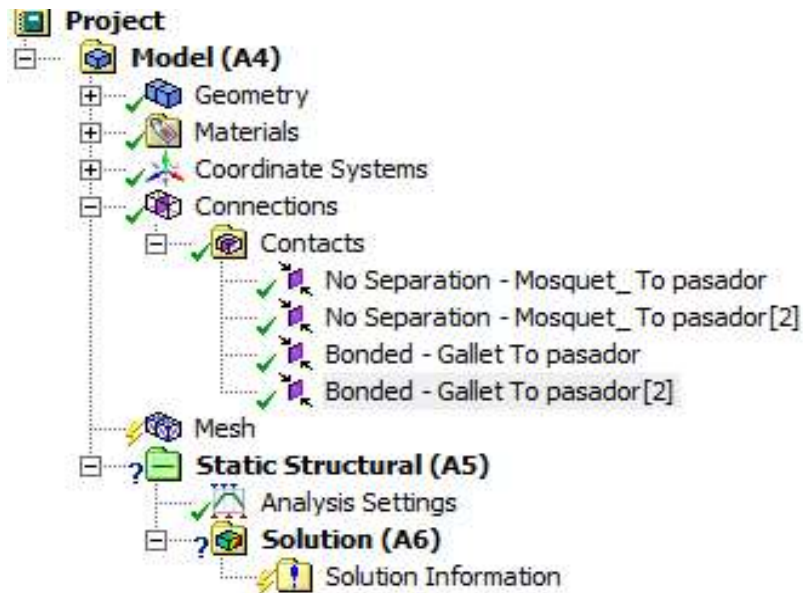 Project
Model (A4)
Geometry
Materials
Coordinate Systems
Connections
Contacts
No Separation - Mosquet_ To pasador
No Separation - Mosquet_ To pasador[2]
Bonded - Gallet To pasador
Bonded - Gallet To pasador[2]
Mesh
Static Structural (A5)
Analysis Settings
Solution (A6)
Solution Information